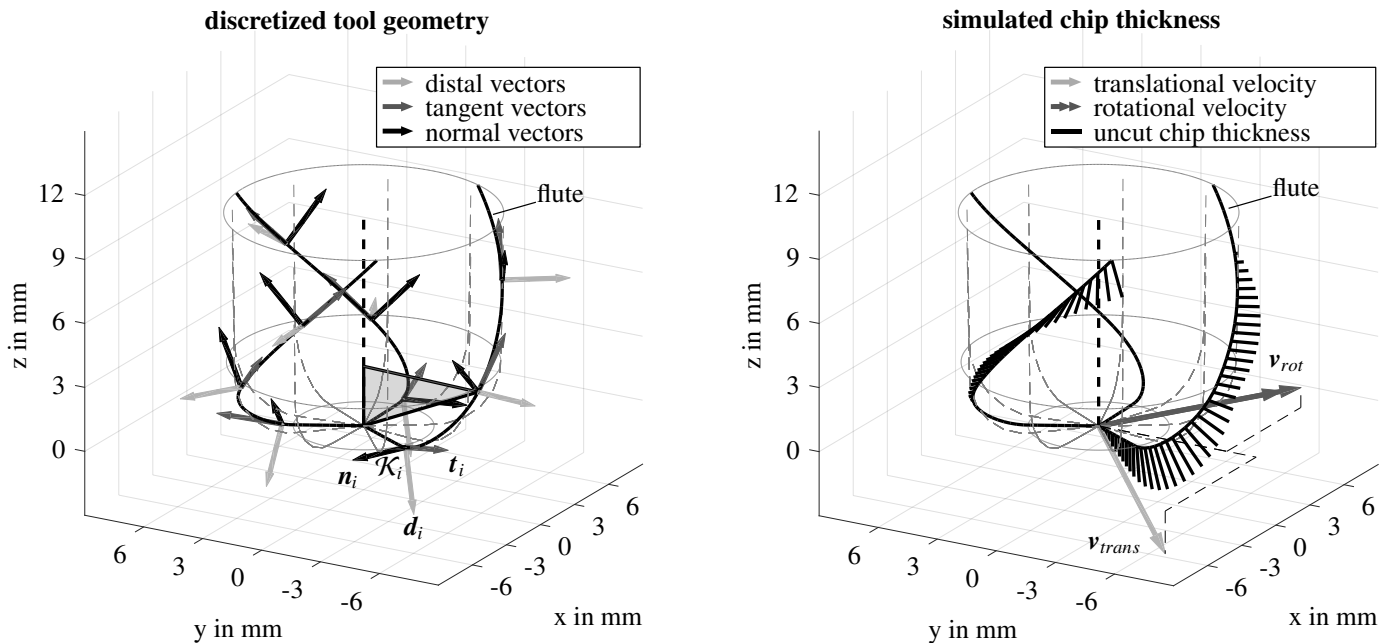 discretized tool geometry
distal vectors
tangent vectors
normal vectors
flute
12
9
6
3
0
z in mm
n_i
K_i
t_i
d_i
6
3
0
-3
-6
y in mm
6
3
0
-3
-6
x in mm
simulated chip thickness
translational velocity
rotational velocity
uncut chip thickness
flute
12
9
6
3
0
z in mm
v_rot
v_trans
6
3
0
-3
-6
y in mm
6
3
0
-3
-6
x in mm